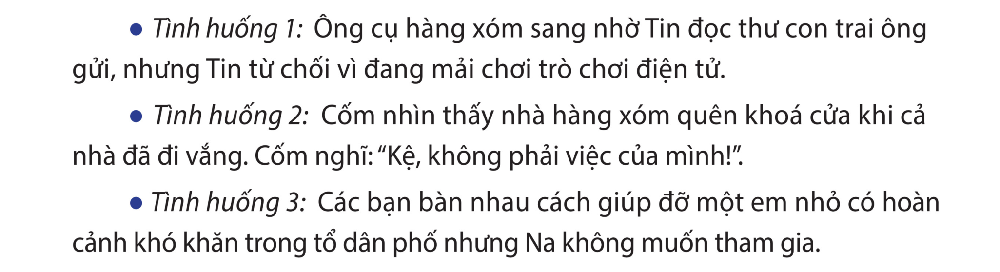 ● Tình huống 1: Ông cụ hàng xóm sang nhờ Tin đọc thư con trai ông
gửi, nhưng Tin từ chối vì đang mải chơi trò chơi điện tử.
● Tình huống 2: Cốm nhìn thấy nhà hàng xóm quên khoá cửa khi cả
nhà đã đi vắng. Cốm nghĩ: “Kệ, không phải việc của mình!”.
● Tình huống 3: Các bạn bàn nhau cách giúp đỡ một em nhỏ có hoàn
cảnh khó khăn trong tổ dân phố nhưng Na không muốn tham gia.